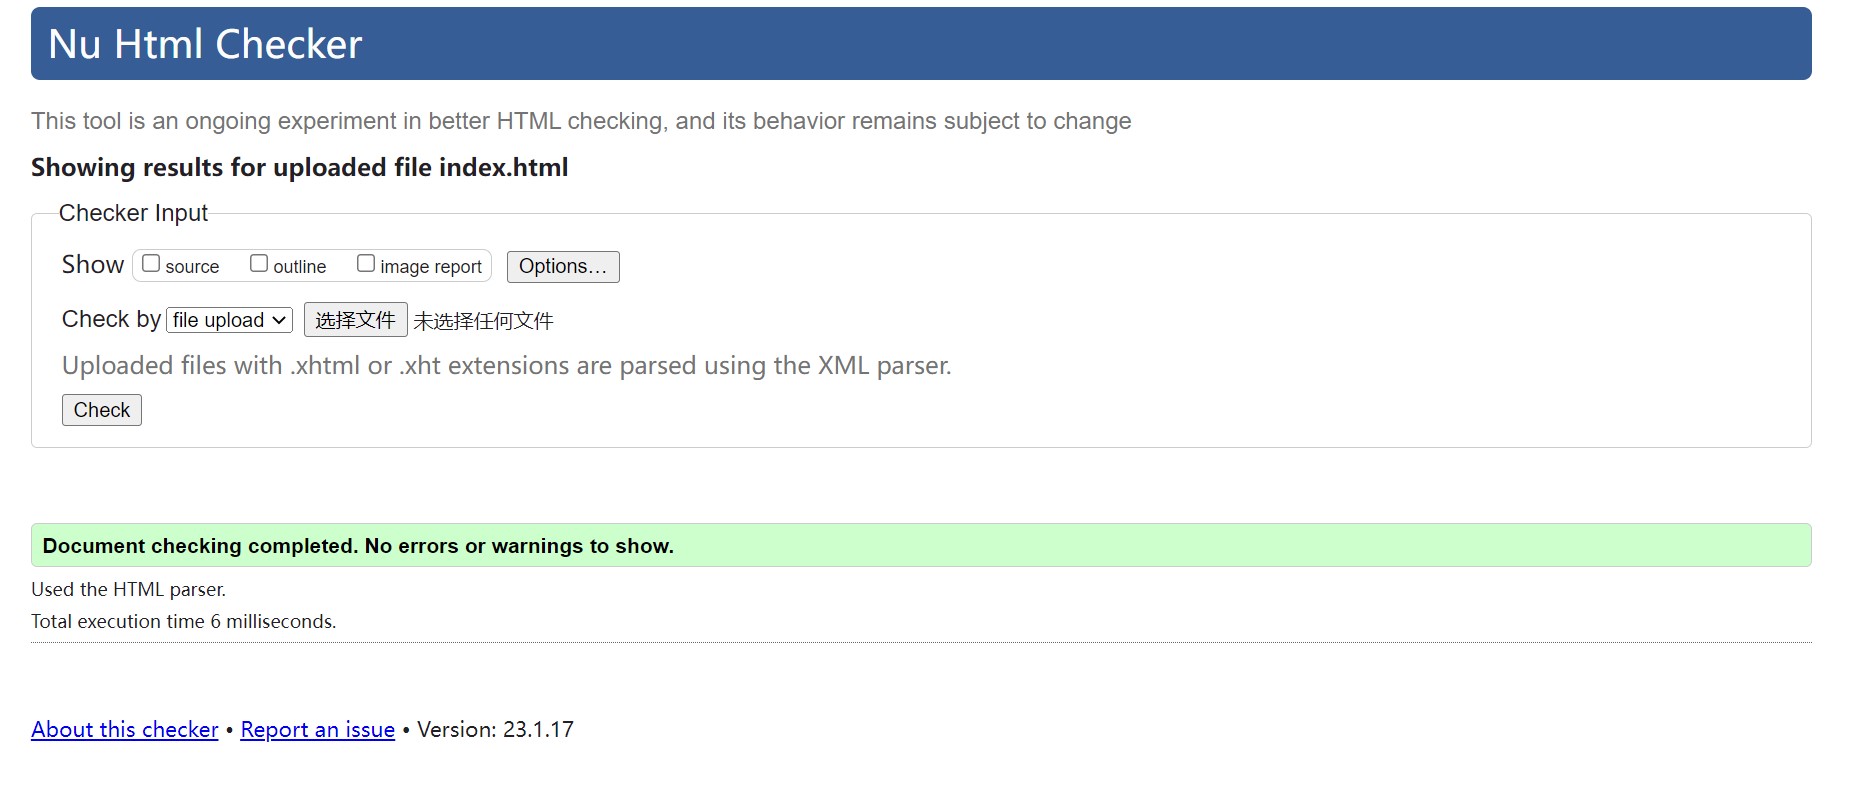 Nu Html Checker
This tool is an ongoing experiment in better HTML checking, and its behavior remains subject to change
Showing results for uploaded file index.html
Checker Input
Show source outline image report Options…
Check by file upload 选择文件 未选择任何文件
Uploaded files with .xhtml or .xht extensions are parsed using the XML parser.
Check
Document checking completed. No errors or warnings to show.
Used the HTML parser.
Total execution time 6 milliseconds.
About this checker • Report an issue • Version: 23.1.17